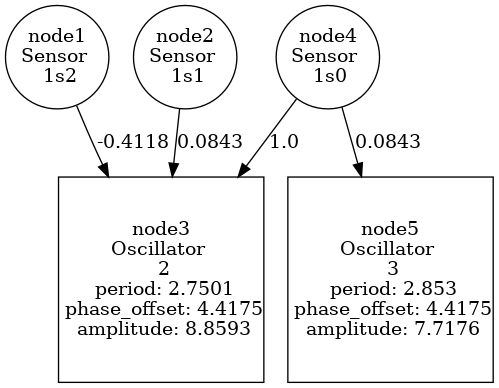 node1
Sensor
1s2
node2
Sensor
1s1
node4
Sensor
1s0
-0.4118
0.0843
1.0
0.0843
node3
Oscillator
2
period: 2.7501
phase_offset: 4.4175
amplitude: 8.8593
node5
Oscillator
3
period: 2.853
phase_offset: 4.4175
amplitude: 7.7176